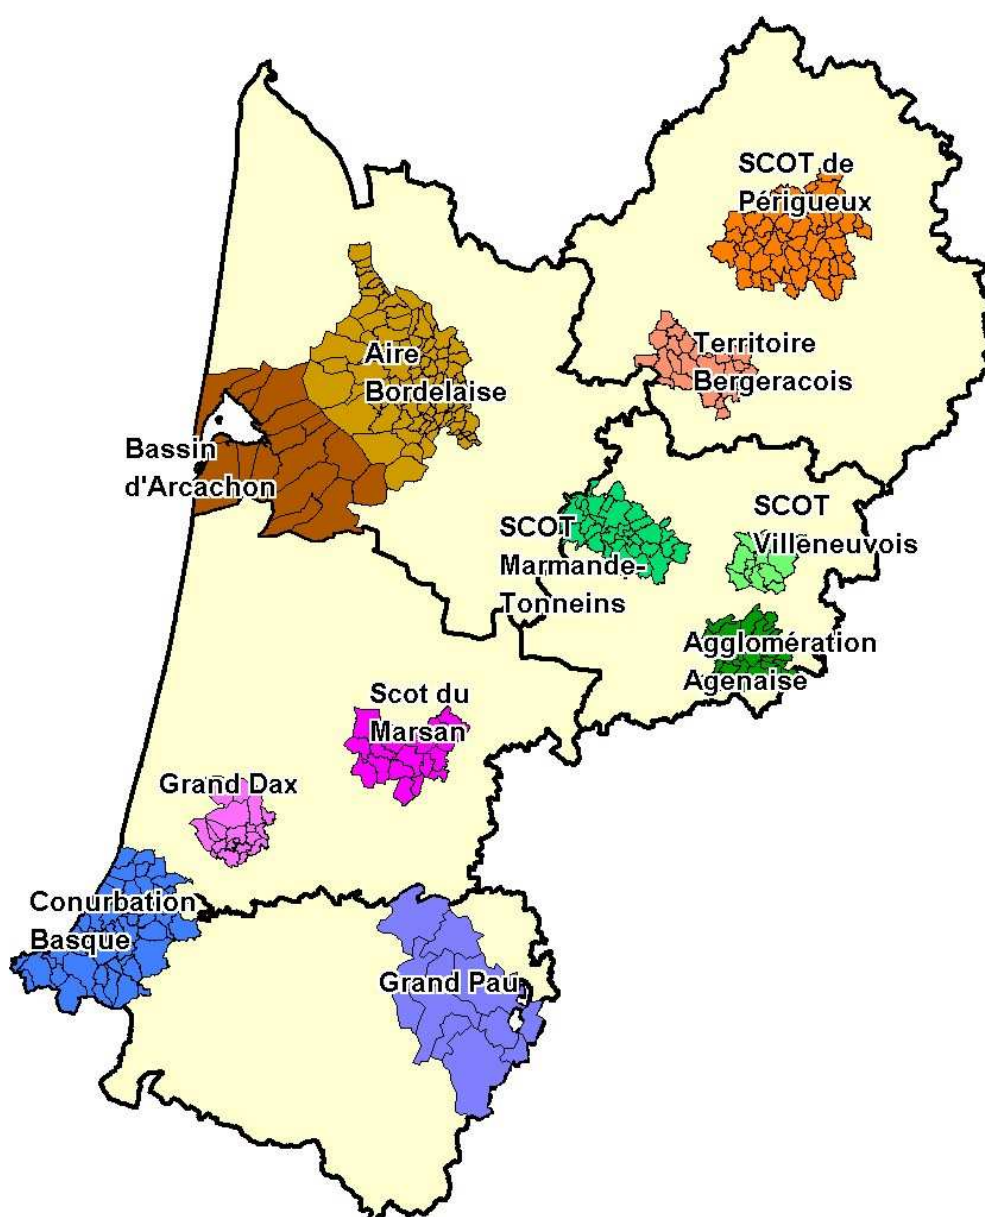 SCOT de
Périgueux
Territoire
Bergeracois
Aire
Bordelaise
Bassin
d'Arcachon
SCOT
Villeneuvois
SCOT
Marmande-
Tonneins
Agglomération
Agenaise
Scot du
Marsan
Grand Dax
Conurbation
Basque
Grand Pau